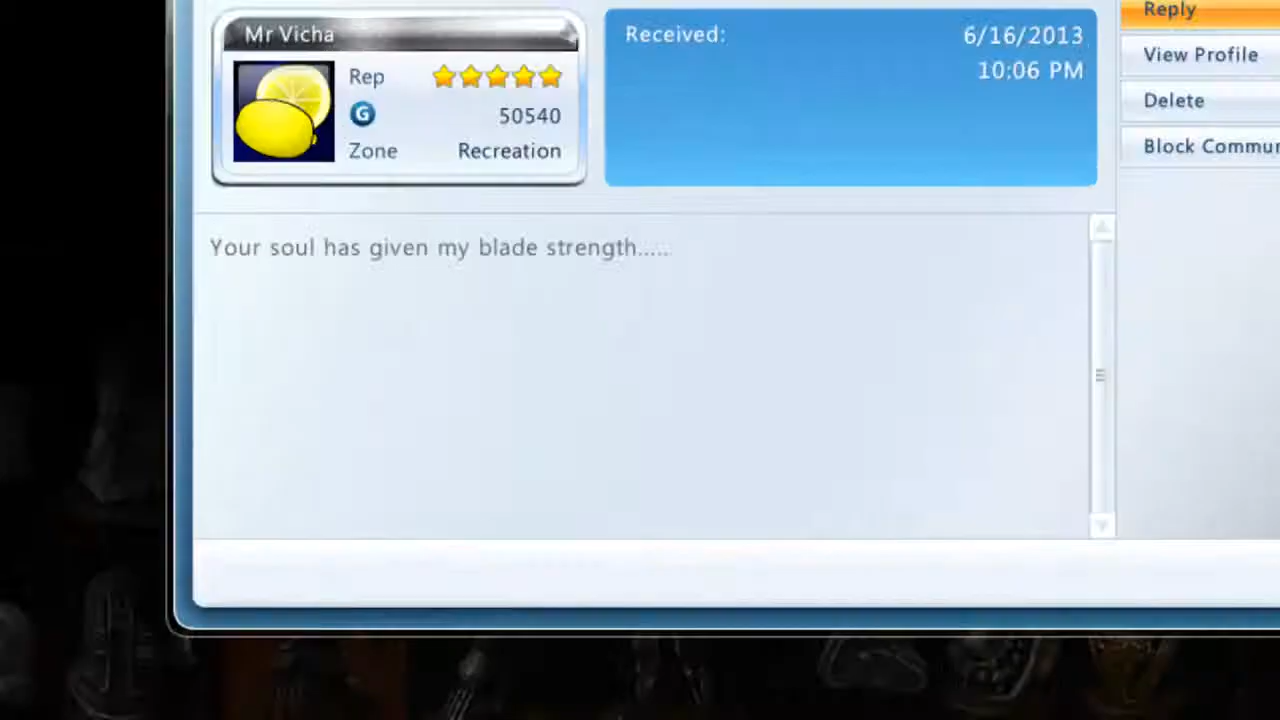 Mr Vicha
Rep
G
50540
Zone
Recreation
Received:
6/16/2013
10:06 PM
Reply
View Profile
Delete
Block Commun
Your soul has given my blade strength.....